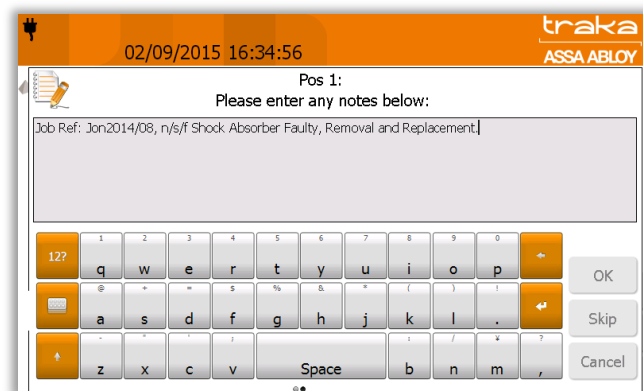 traka
02/09/2015 16:34:56
ASSA ABLOY
Pos 1:
Please enter any notes below:
Job Ref: Jon2014/08, n/s/f Shock Absorber Faulty, Removal and Replacement.
1 2 3 4 5 6 7 8 9 0
12? q w e r t y u i o p
OK
@ + = $ % & * ( ) !
a s d f g h j k l .
Skip
- " ' ; : / ¥ ?
z x c v Space b n m ,
Cancel